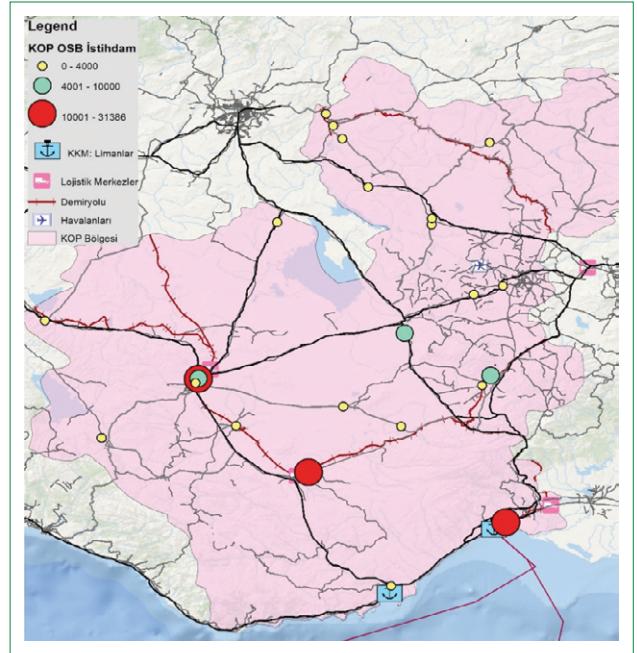 Legend
KOP OSB İstihdam
0 - 4000
4001 - 10000
10001 - 31386
KKM: Limanlar
Lojistik Merkezler
Demiryolu
Havalanları
KOP Bölgesi